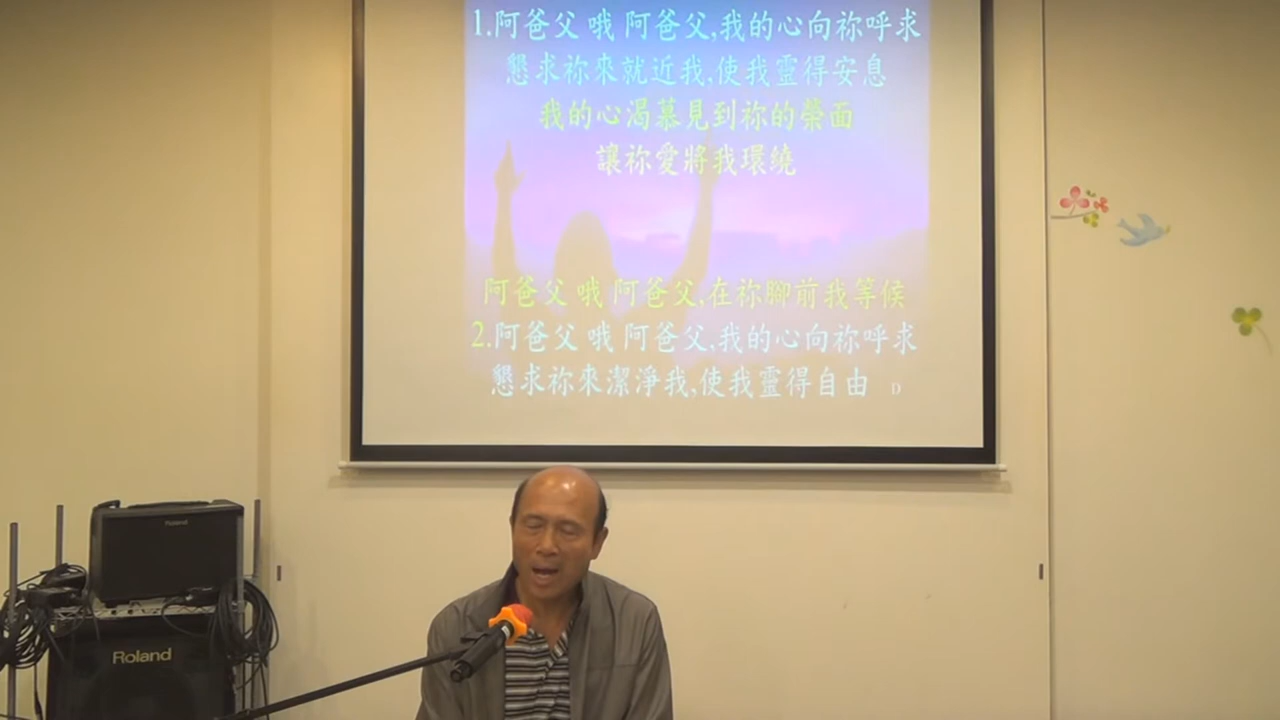 1.阿爸父 哦 阿爸父,我的心向祢呼求
懇求祢來就近我,使我靈得安息
我的心渴慕見到祢的榮面
讓祢愛將我環繞
阿爸父 哦 阿爸父,在祢腳前我等候
2.阿爸父 哦 阿爸父,我的心向祢呼求
懇求祢來潔淨我,使我靈得自由 D
Roland
Roland